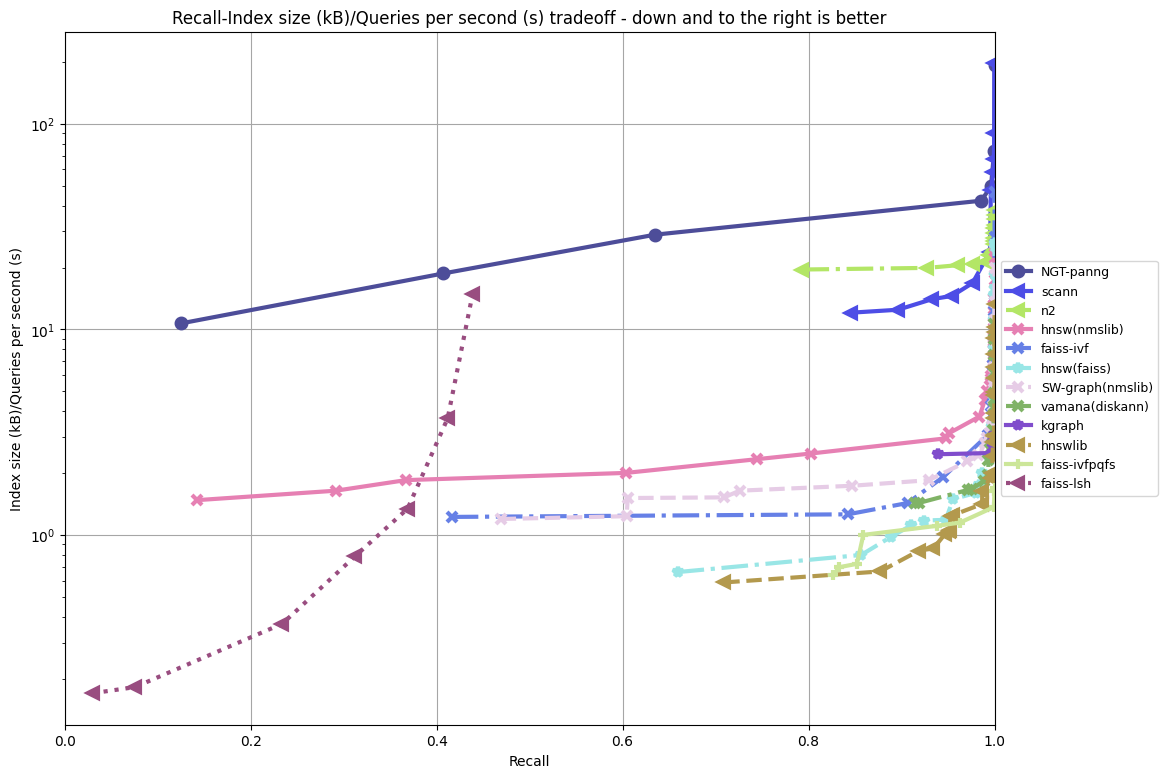 Recall-Index size (kB)/Queries per second (s) tradeoff - down and to the right is better
Index size (kB)/Queries per second (s)
10²
10¹
10⁰
0.0 0.2 0.4 0.6 0.8 1.0
Recall
NGT-panng
scann
n2
hnsw(nmslib)
faiss-ivf
hnsw(faiss)
SW-graph(nmslib)
vamana(diskann)
kgraph
hnswlib
faiss-ivfpqfs
faiss-lsh